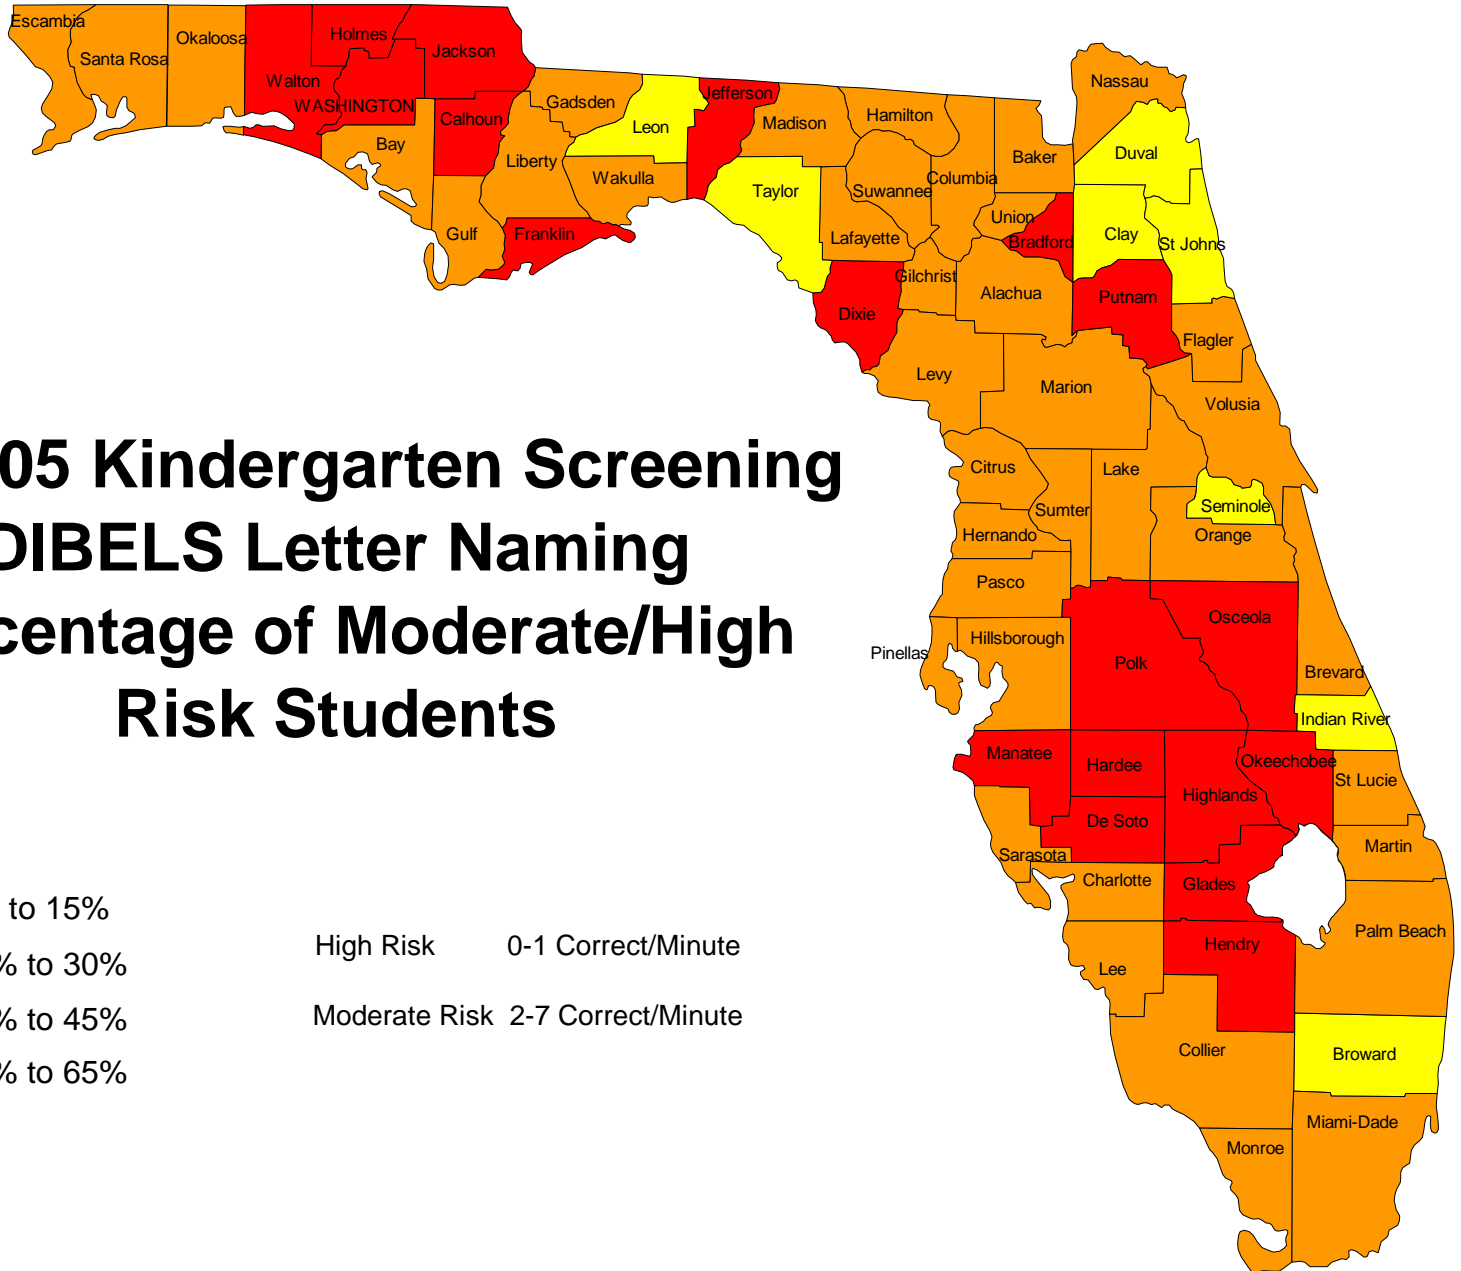 Escambia
Santa Rosa
Okaloosa
Walton
Holmes
WASHINGTON
Jackson
Calhoun
Bay
Gulf
Liberty
Gadsden
Leon
Wakulla
Franklin
Jefferson
Madison
Taylor
Hamilton
Suwannee
Lafayette
Columbia
Baker
Nassau
Duval
Union
Bradford
Clay
St Johns
Gilchrist
Dixie
Alachua
Putnam
Flagler
Levy
Marion
Volusia
05 Kindergarten Screening
DIBELS Letter Naming
centage of Moderate/High
Risk Students
Citrus
Lake
Sumter
Seminole
Hernando
Orange
Pasco
Osceola
Hillsborough
Pinellas
Polk
Brevard
Indian River
Manatee
Hardee
Okeechobee
St Lucie
Highlands
De Soto
Sarasota
Martin
Charlotte
Glades
Palm Beach
Hendry
Lee
Collier
Broward
Miami-Dade
Monroe
to 15%
% to 30%
% to 45%
% to 65%
High Risk 0-1 Correct/Minute
Moderate Risk 2-7 Correct/Minute